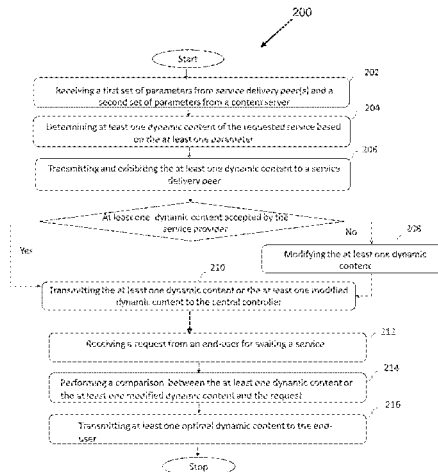 200
Start
202
Receiving a first set of parameters from service delivery peer(s) and a
second set of parameters from a content server
204
Determining at least one dynamic content of the requested service based
on the at least one parameter
206
Transmitting and exhibiting the at least one dynamic content to a service
delivery peer
At least one dynamic content accepted by the
service provider
Yes
No
208
Modifying the at least one dynamic
content
210
Transmitting the at least one dynamic content or the at least one modified
dynamic content to the central controller
212
Receiving a request from an end-user for availing a service
214
Performing a comparison between the at least one dynamic content or
the at least one modified dynamic content and the request
216
Transmitting at least one optimal dynamic content to the end-
user
Stop